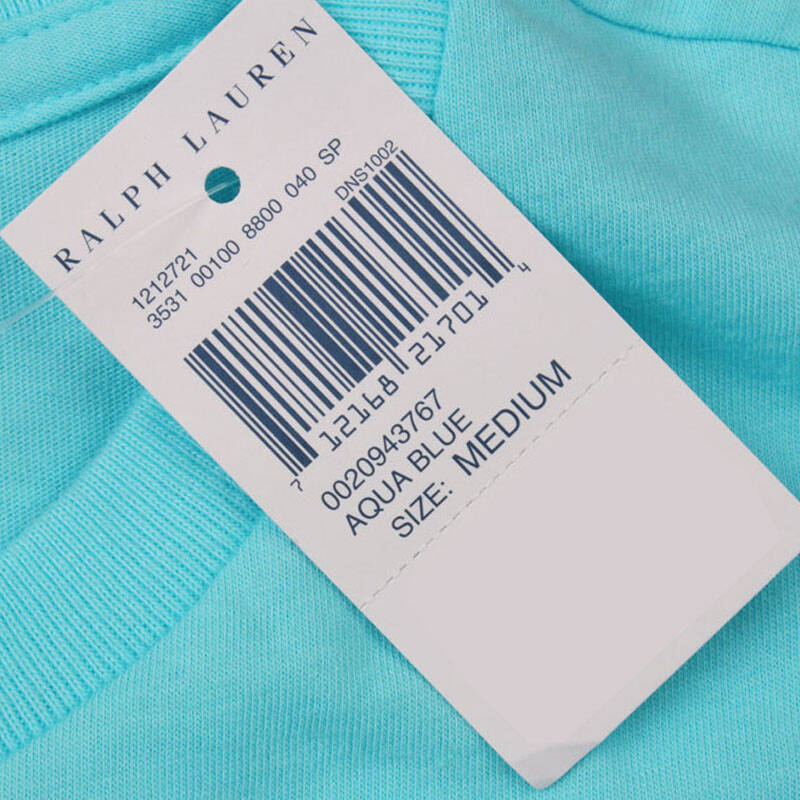 RALPH LAUREN
1212721
3531 00100 8800 040 SP
DNS1002
7 12168 21701 4
0020943767
AQUA BLUE
SIZE: MEDIUM